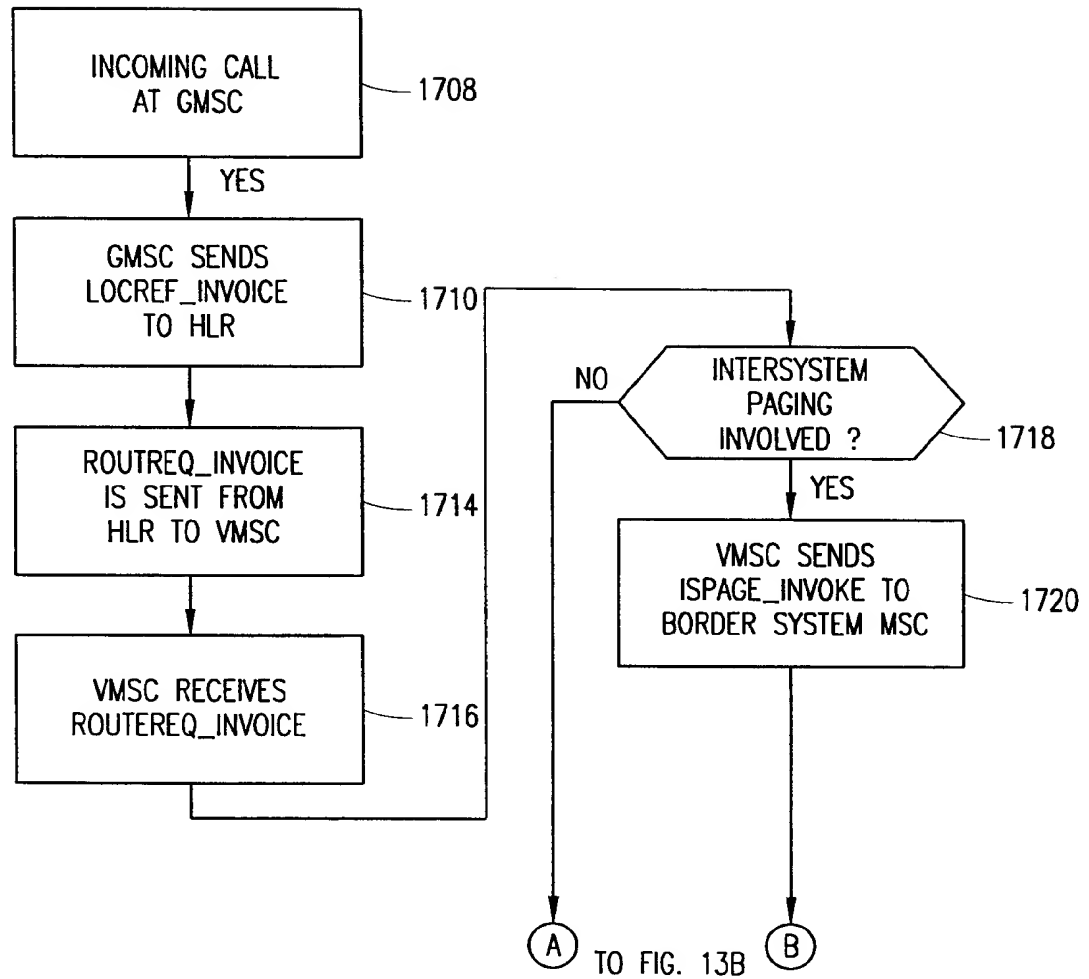 INCOMING CALL
AT GMSC
1708
YES
GMSC SENDS
LOCREF_INVOICE
TO HLR
1710
ROUTREQ_INVOICE
IS SENT FROM
HLR TO VMSC
1714
VMSC RECEIVES
ROUTEREQ_INVOICE
1716
INTERSYSTEM
PAGING
INVOLVED ?
1718
NO
YES
VMSC SENDS
ISPAGE_INVOKE TO
BORDER SYSTEM MSC
1720
A
TO FIG. 13B
B